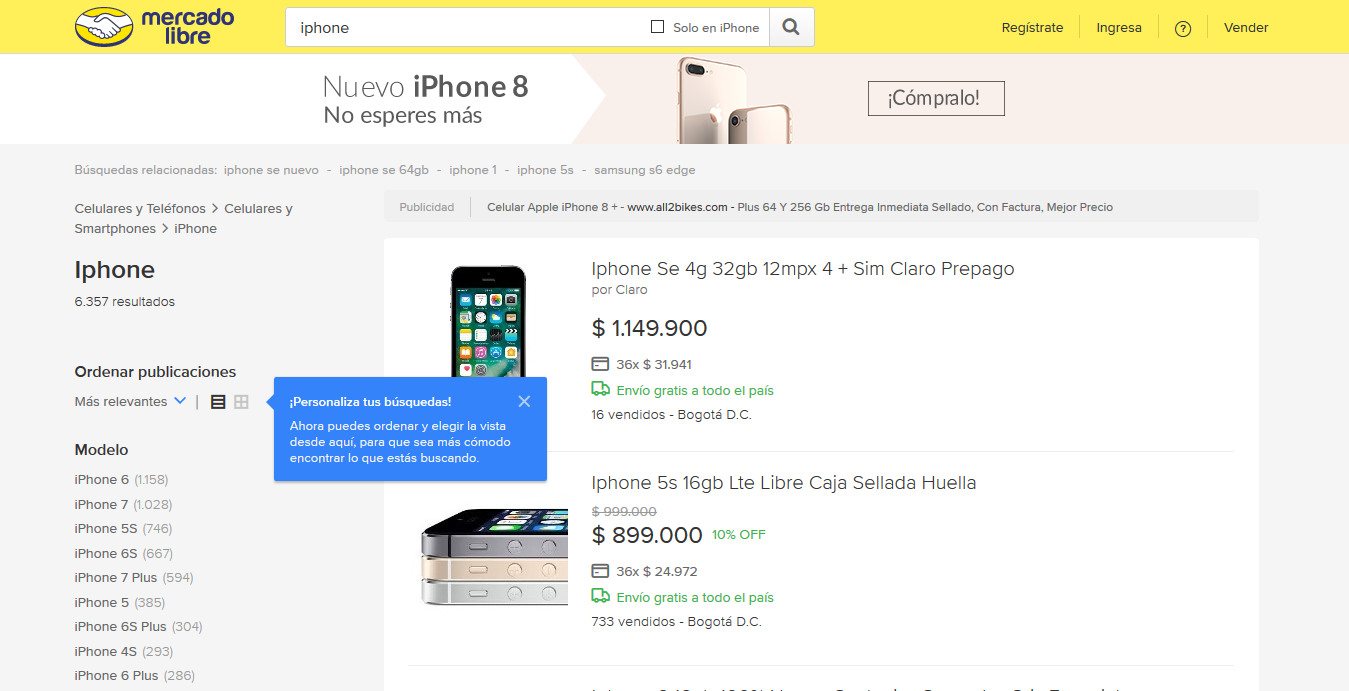 mercado
libre
iphone
Solo en iPhone
Regístrate
Ingresa
?
Vender
Nuevo iPhone 8
No esperes más
¡Cómpralo!
Búsquedas relacionadas: iphone se nuevo - iphone se 64gb - iphone 1 - iphone 5s - samsung s6 edge
Celulares y Teléfonos > Celulares y
Smartphones > iPhone
Iphone
6.357 resultados
Ordenar publicaciones
Más relevantes |
¡Personaliza tus búsquedas!
Ahora puedes ordenar y elegir la vista
desde aquí, para que sea más cómodo
encontrar lo que estás buscando.
Modelo
iPhone 6 (1.158)
iPhone 7 (1.028)
iPhone 5S (746)
iPhone 6S (667)
iPhone 7 Plus (594)
iPhone 5 (385)
iPhone 6S Plus (304)
iPhone 4S (293)
iPhone 6 Plus (286)
Publicidad
Celular Apple iPhone 8 + - www.all2bikes.com - Plus 64 Y 256 Gb Entrega Inmediata Sellado, Con Factura, Mejor Precio
Iphone Se 4g 32gb 12mpx 4 + Sim Claro Prepago
por Claro
$ 1.149.900
36x $ 31.941
Envío gratis a todo el país
16 vendidos - Bogotá D.C.
Iphone 5s 16gb Lte Libre Caja Sellada Huella
$ 999.000
$ 899.000 10% OFF
36x $ 24.972
Envío gratis a todo el país
733 vendidos - Bogotá D.C.